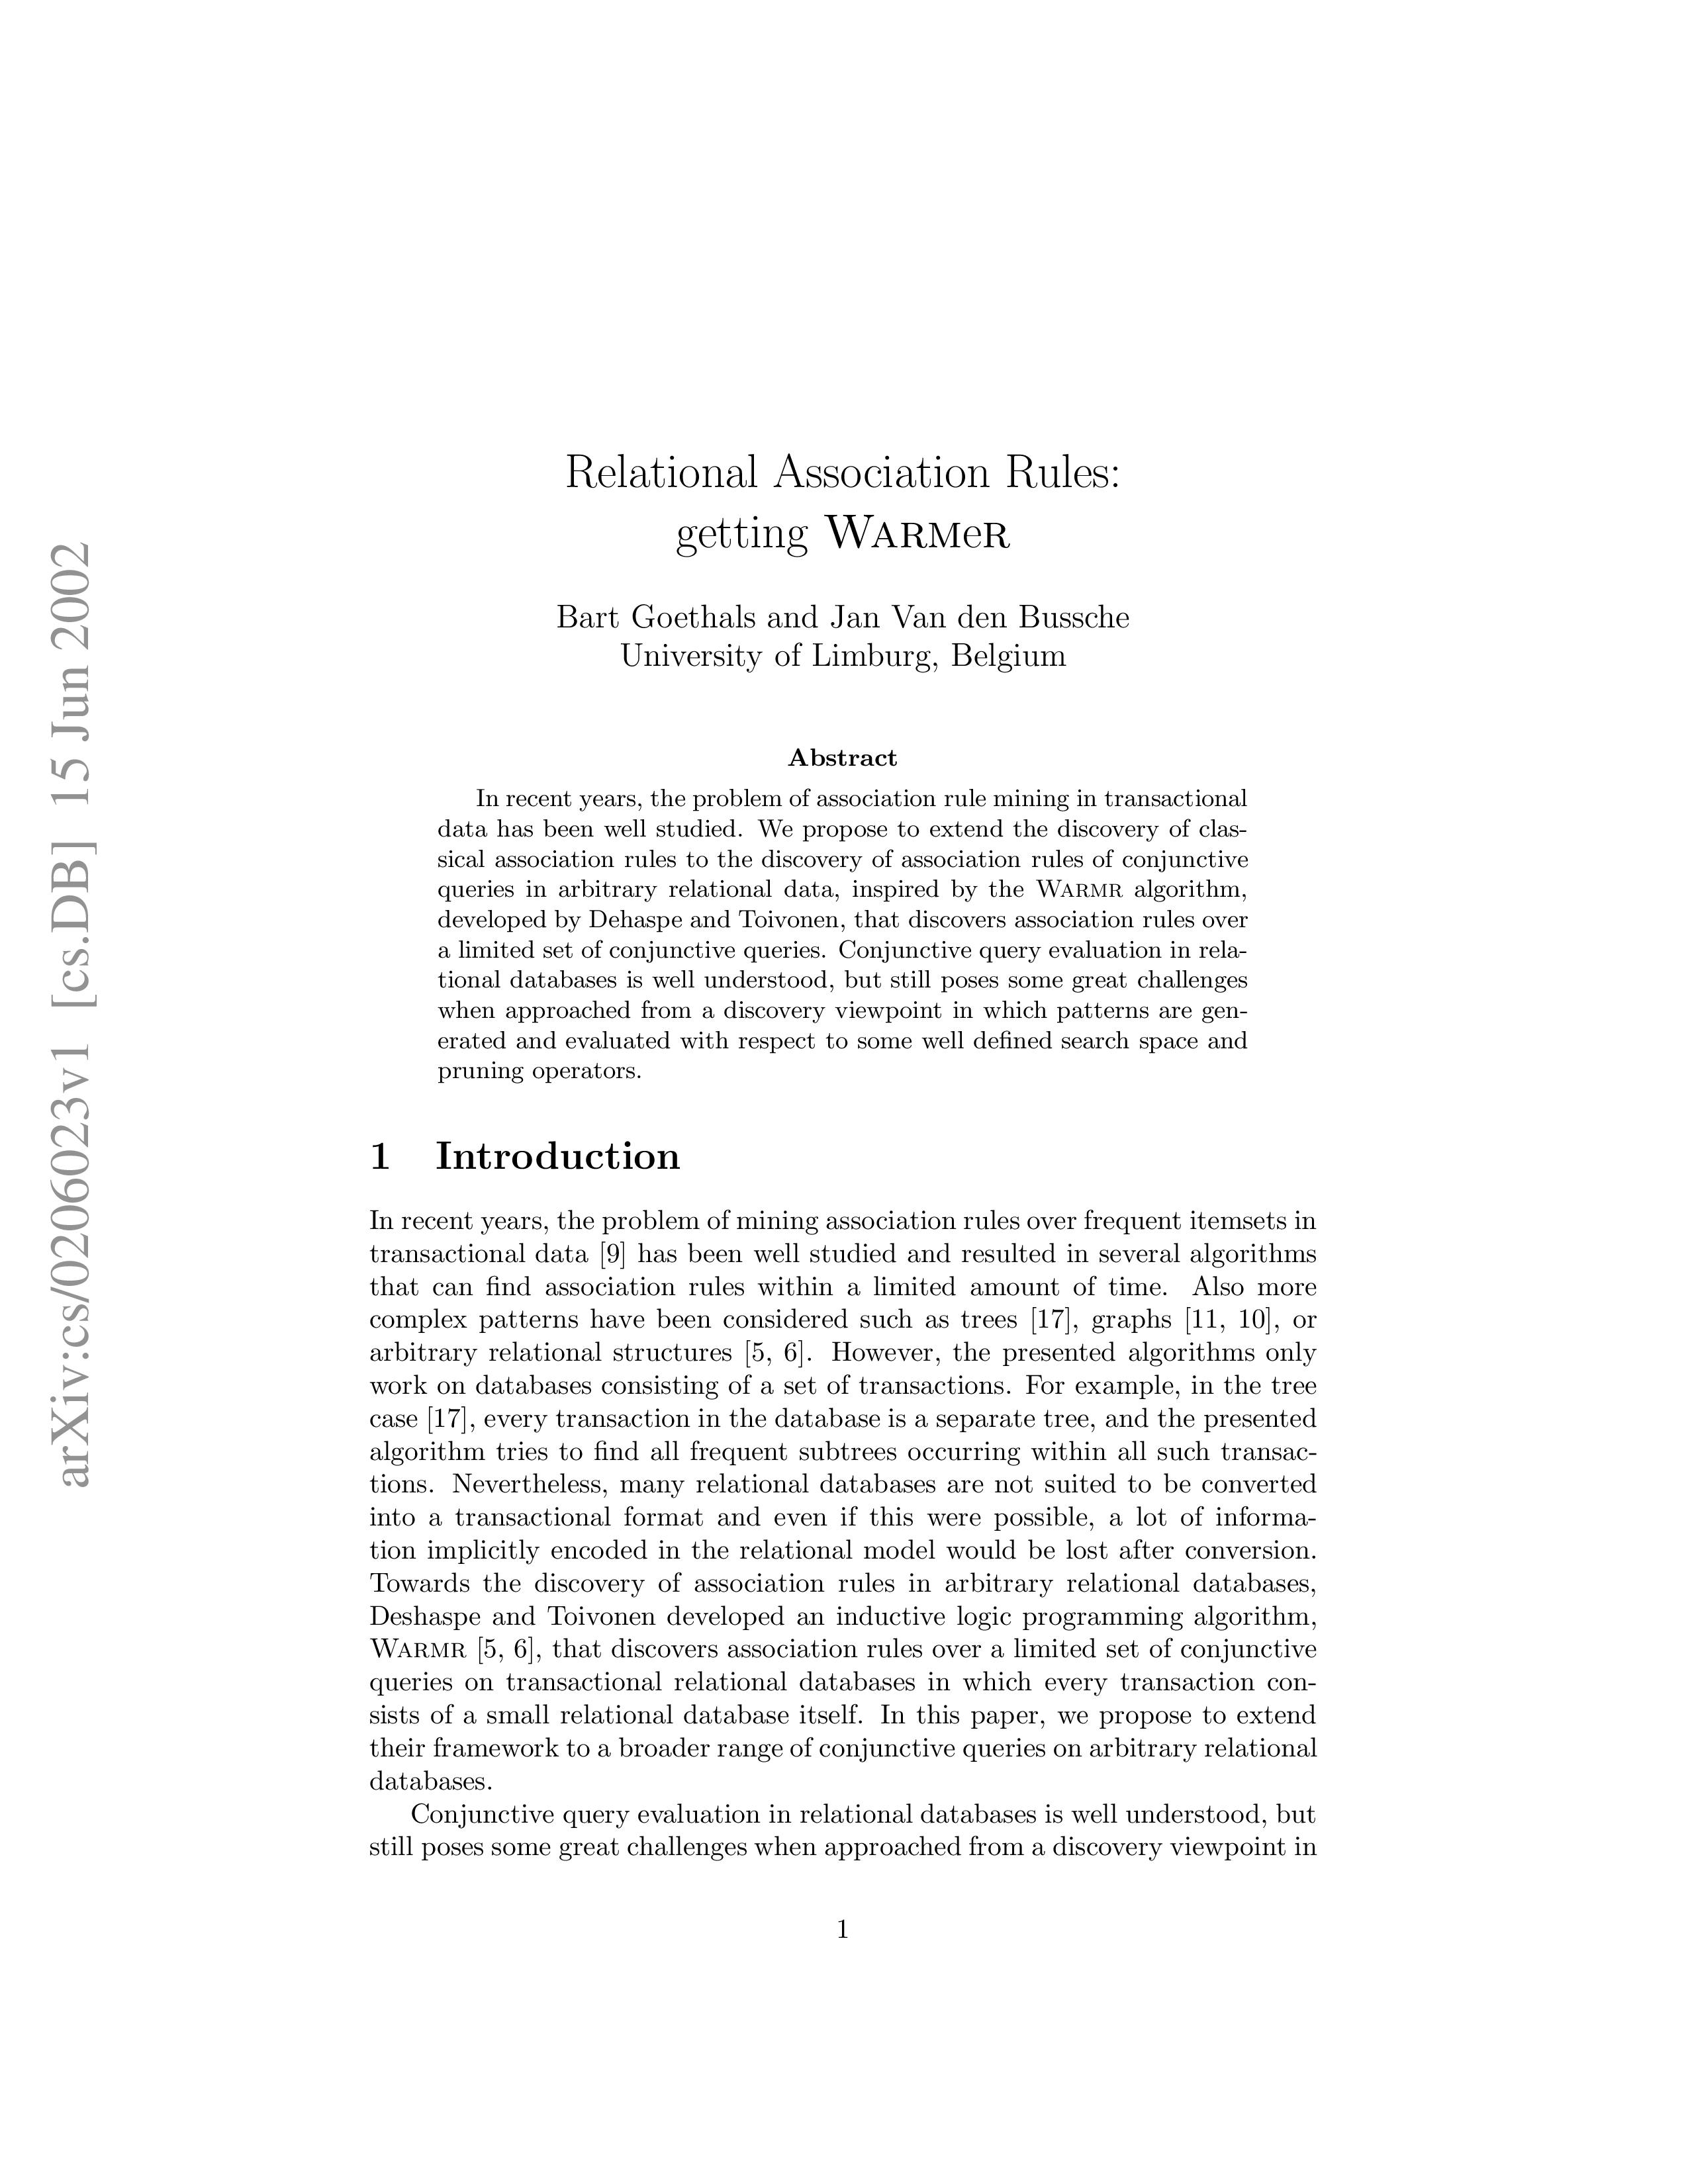 arXiv:cs/0206023v1 [cs.DB] 15 Jun 2002
Relational Association Rules:
getting WARMeR
Bart Goethals and Jan Van den Bussche
University of Limburg, Belgium
Abstract
In recent years, the problem of association rule mining in transactional
data has been well studied. We propose to extend the discovery of clas-
sical association rules to the discovery of association rules of conjunctive
queries in arbitrary relational data, inspired by the WARMR algorithm,
developed by Dehaspe and Toivonen, that discovers association rules over
a limited set of conjunctive queries. Conjunctive query evaluation in rela-
tional databases is well understood, but still poses some great challenges
when approached from a discovery viewpoint in which patterns are gen-
erated and evaluated with respect to some well defined search space and
pruning operators.
1 Introduction
In recent years, the problem of mining association rules over frequent itemsets in
transactional data [9] has been well studied and resulted in several algorithms
that can find association rules within a limited amount of time. Also more
complex patterns have been considered such as trees [17], graphs [11, 10], or
arbitrary relational structures [5, 6]. However, the presented algorithms only
work on databases consisting of a set of transactions. For example, in the tree
case [17], every transaction in the database is a separate tree, and the presented
algorithm tries to find all frequent subtrees occurring within all such transac-
tions. Nevertheless, many relational databases are not suited to be converted
into a transactional format and even if this were possible, a lot of informa-
tion implicitly encoded in the relational model would be lost after conversion.
Towards the discovery of association rules in arbitrary relational databases,
Deshaspe and Toivonen developed an inductive logic programming algorithm,
WARMR [5, 6], that discovers association rules over a limited set of conjunctive
queries on transactional relational databases in which every transaction con-
sists of a small relational database itself. In this paper, we propose to extend
their framework to a broader range of conjunctive queries on arbitrary relational
databases.
Conjunctive query evaluation in relational databases is well understood, but
still poses some great challenges when approached from a discovery viewpoint in
1